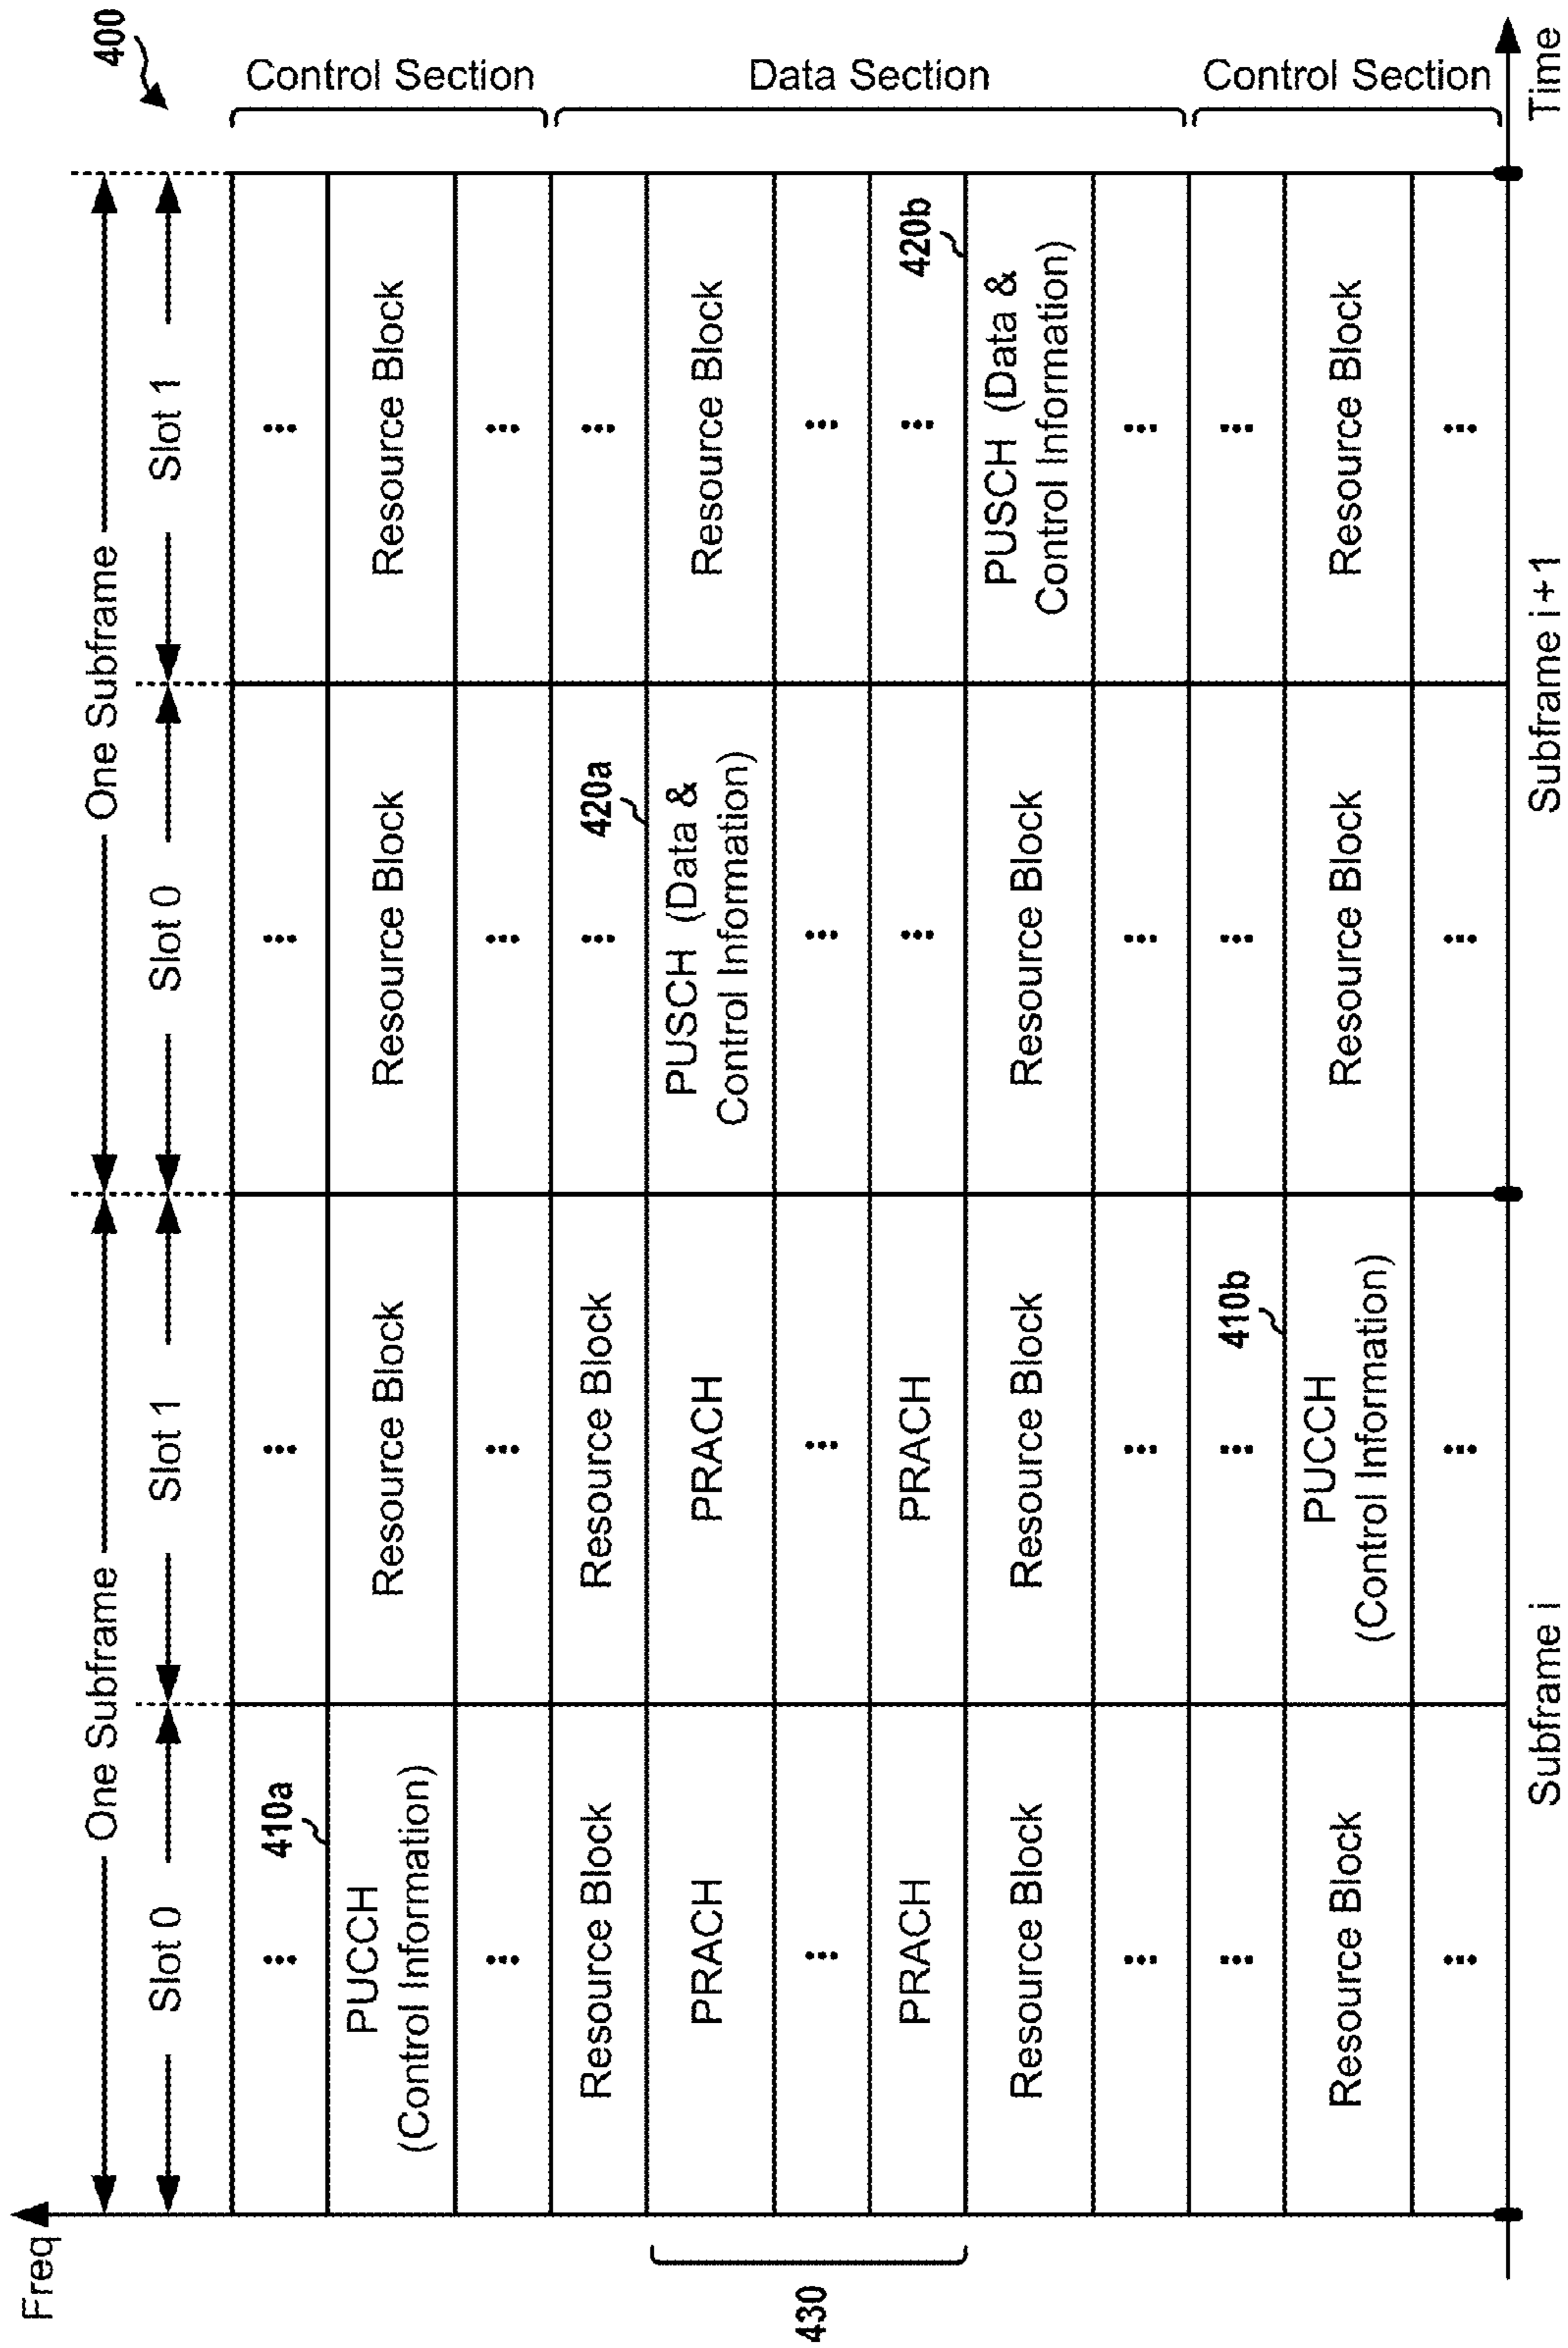 400
Freq
One Subframe
One Subframe
Slot 0
Slot 1
Slot 0
Slot 1
Control Section
Data Section
Control Section
...
...
...
...
410a
PUCCH
(Control Information)
Resource Block
Resource Block
Resource Block
...
...
...
...
Resource Block
Resource Block
...
420a
...
430
PRACH
PRACH
PUSCH (Data &
Control Information)
Resource Block
...
...
...
...
PRACH
PRACH
...
...
420b
Resource Block
Resource Block
Resource Block
PUSCH (Data &
Control Information)
...
...
...
...
...
...
410b
...
...
Resource Block
PUCCH
(Control Information)
Resource Block
Resource Block
...
...
...
...
Time
Subframe i
Subframe i+1